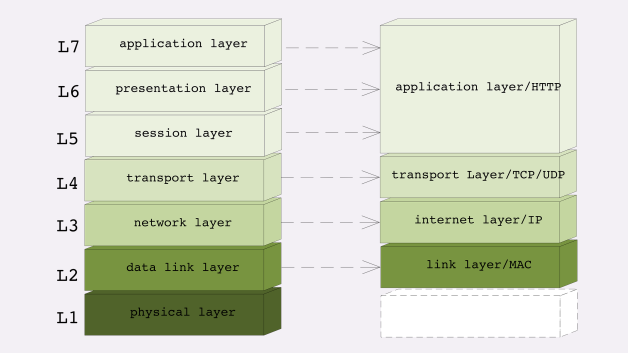 L7 application layer
application layer/HTTP
L6 presentation layer
L5 session layer
L4 transport layer
transport Layer/TCP/UDP
L3 network layer
internet layer/IP
L2 data link layer
link layer/MAC
L1 physical layer